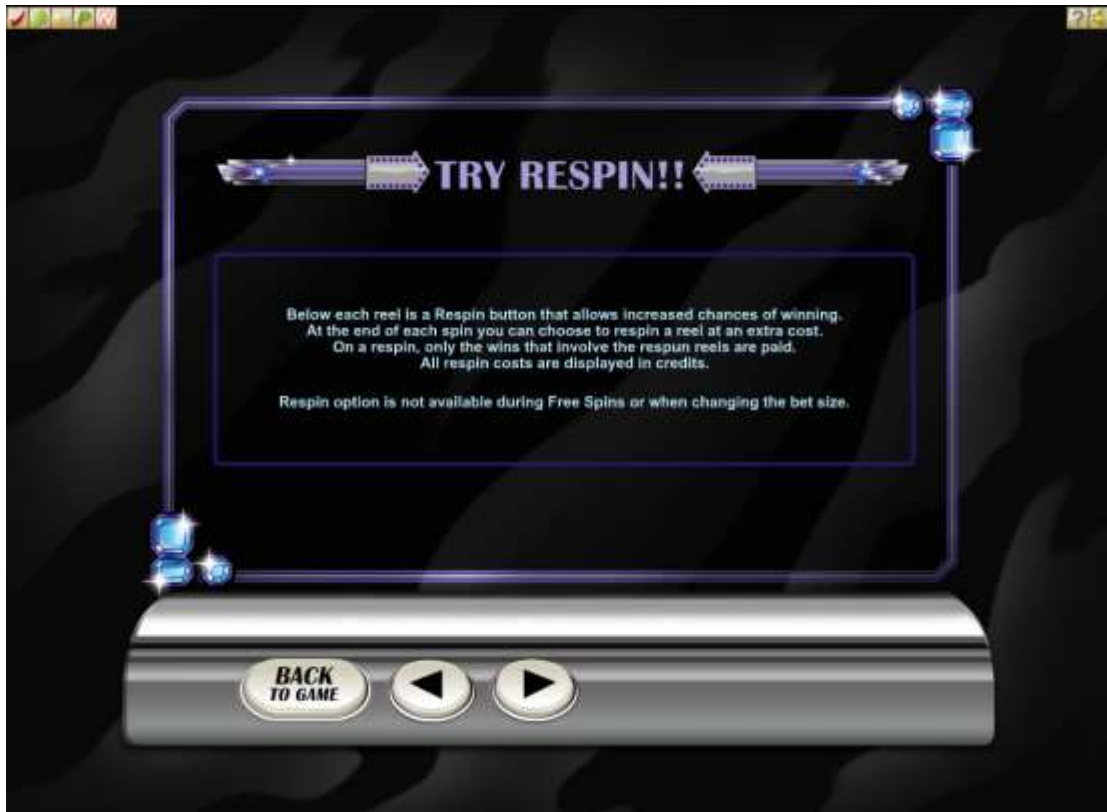 TRY RESPIN!!
Below each reel is a Respin button that allows increased chances of winning.
At the end of each spin you can choose to respin a reel at an extra cost.
On a respin, only the wins that involve the respun reels are paid.
All respin costs are displayed in credits.
Respin option is not available during Free Spins or when changing the bet size.
BACK
TO GAME